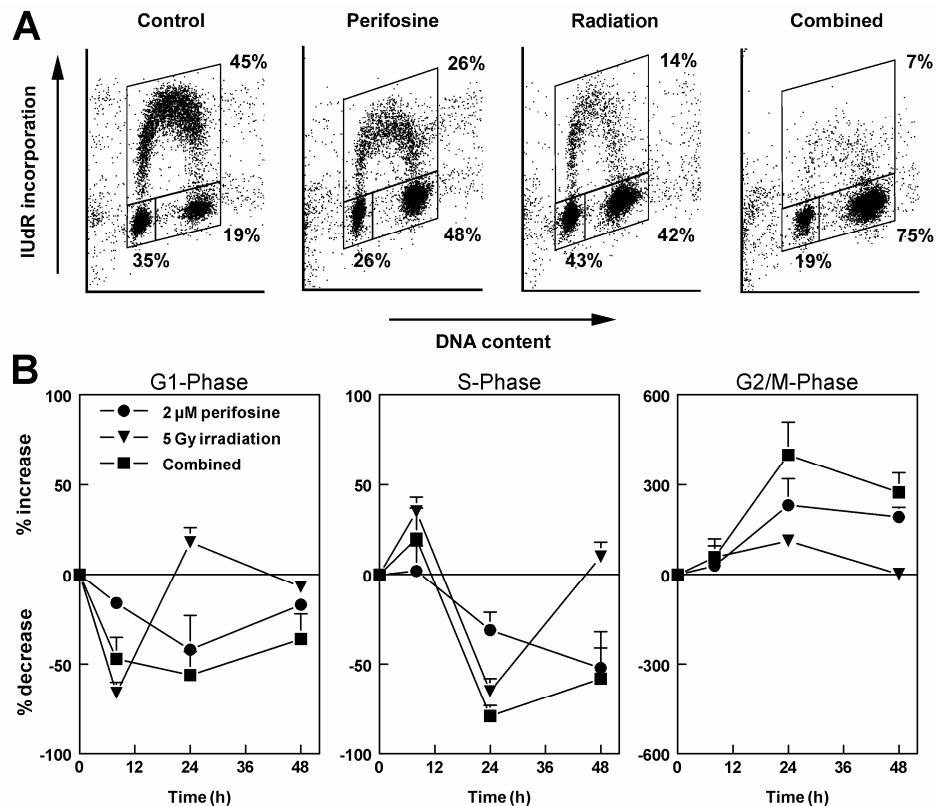 A
Control
Perifosine
Radiation
Combined
IUdR incorporation
45%
35%
19%
26%
26%
48%
14%
43%
42%
7%
19%
75%
DNA content
B
G1-Phase
S-Phase
G2/M-Phase
% increase
% decrease
2 µM perifosine
5 Gy irradiation
Combined
100
50
0
-50
-100
0 12 24 36 48
Time (h)
100
50
0
-50
-100
0 12 24 36 48
Time (h)
600
300
0
-300
-600
0 12 24 36 48
Time (h)